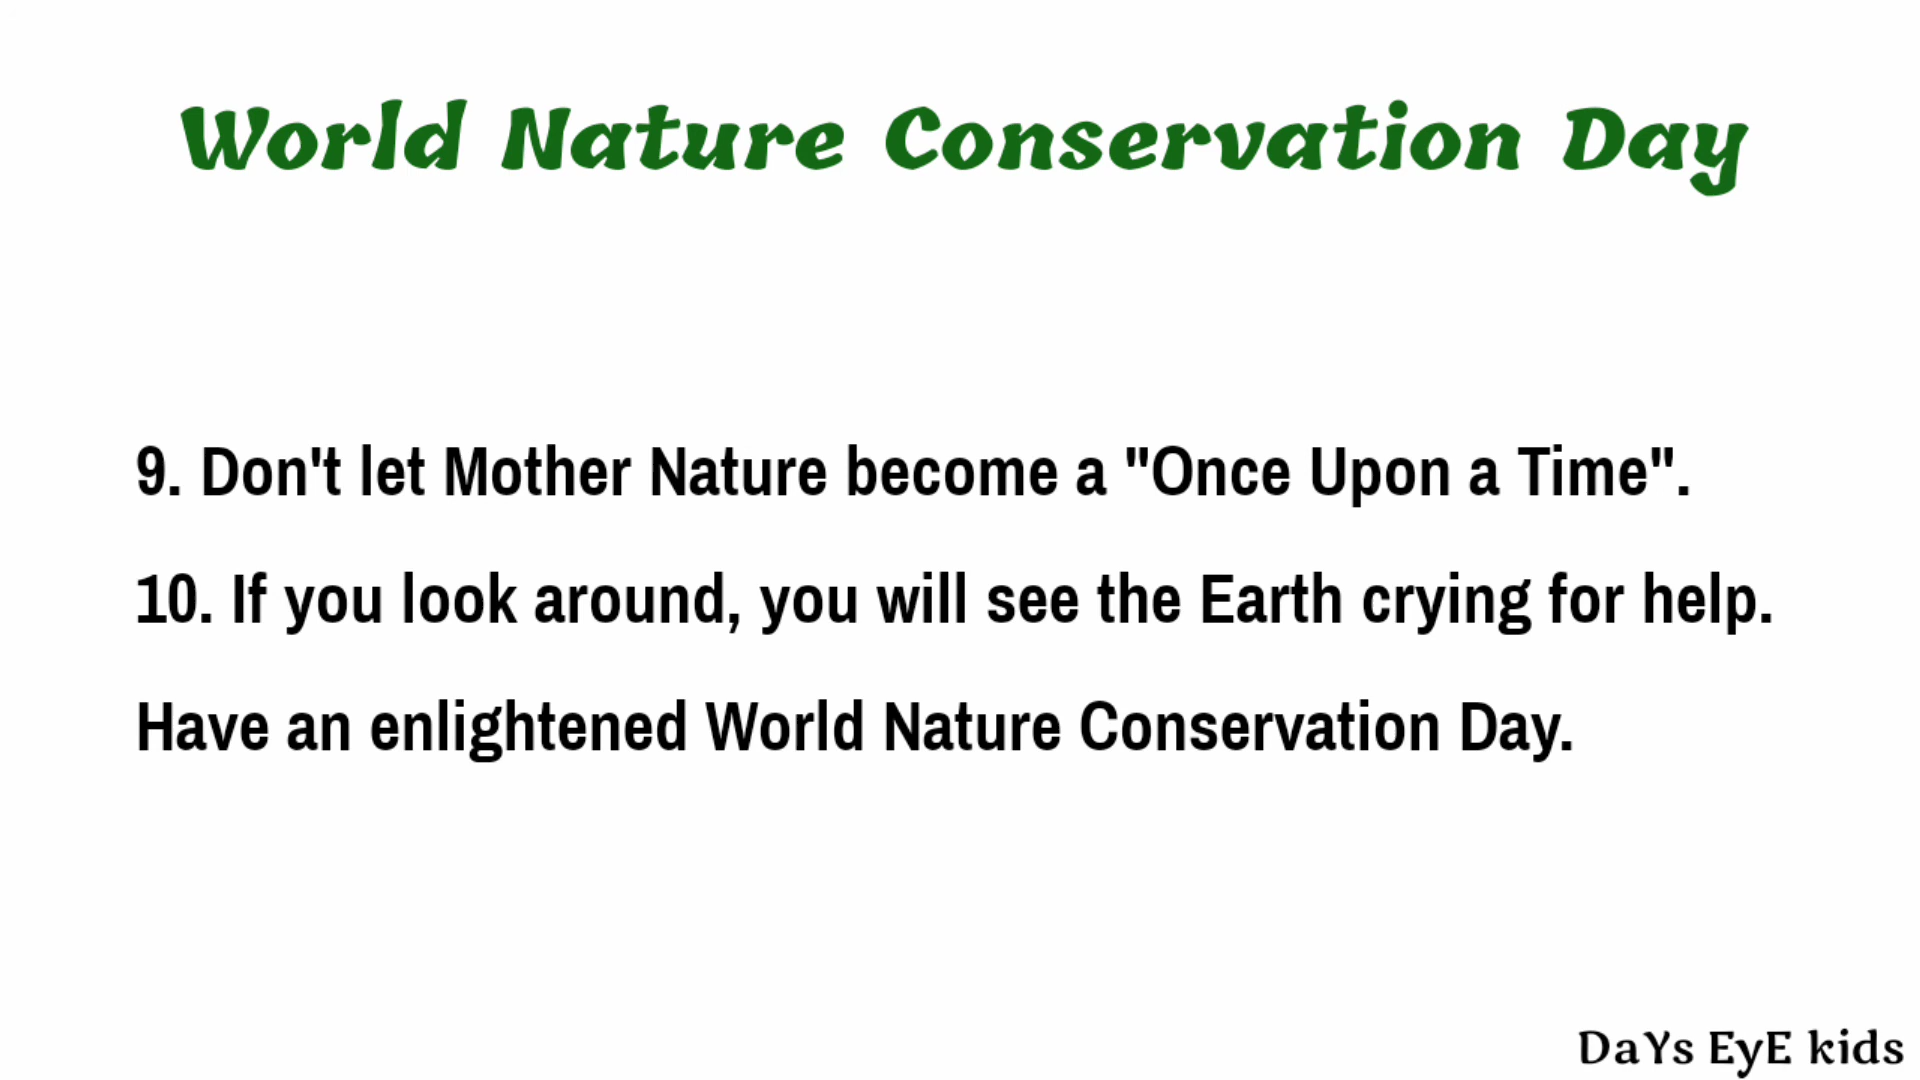 World Nature Conservation Day
9. Don't let Mother Nature become a "Once Upon a Time".
10. If you look around, you will see the Earth crying for help.
Have an enlightened World Nature Conservation Day.
DaYs EyE kids